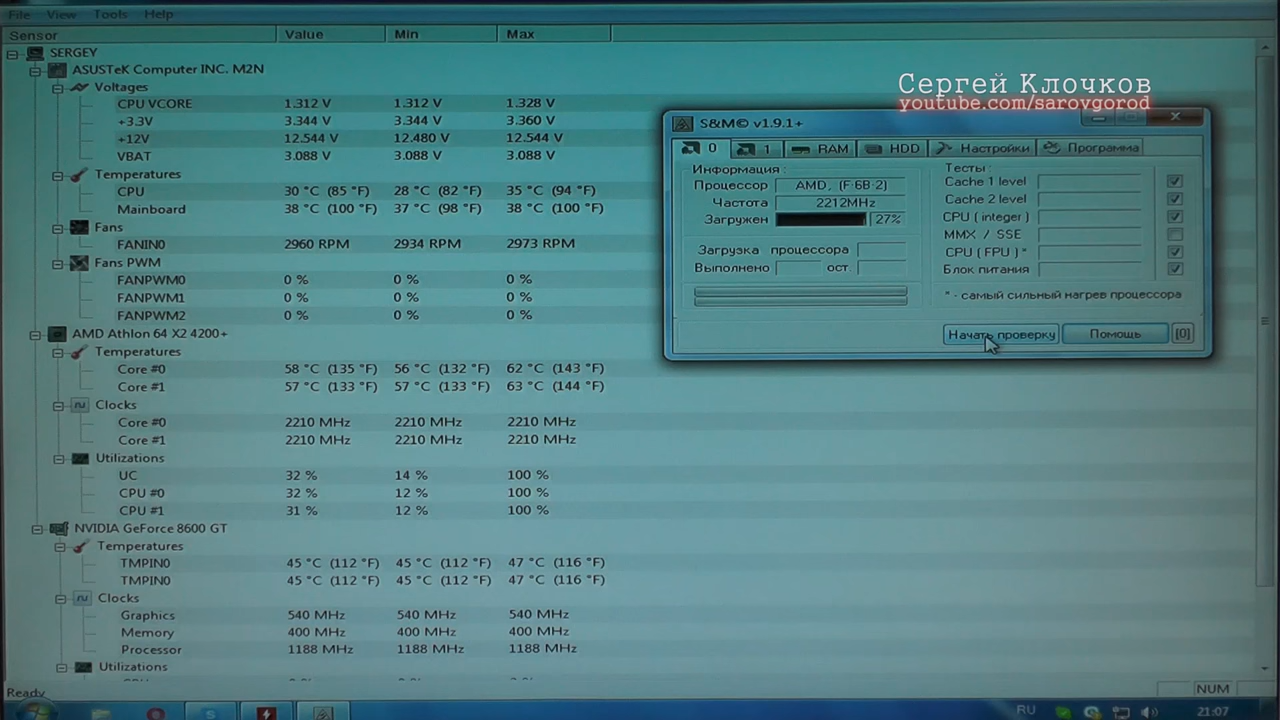 File View Tools Help
Sensor Value Min Max
SERGEY
ASUSTeK Computer INC. M2N
Voltages
CPU VCORE 1.312 V 1.312 V 1.328 V
+3.3V 3.344 V 3.344 V 3.360 V
+12V 12.544 V 12.480 V 12.544 V
VBAT 3.088 V 3.088 V 3.088 V
Temperatures
CPU 30 °C (85 °F) 28 °C (82 °F) 35 °C (94 °F)
Mainboard 38 °C (100 °F) 37 °C (98 °F) 38 °C (100 °F)
Fans
FANIN0 2960 RPM 2934 RPM 2973 RPM
Fans PWM
FANPWM0 0 % 0 % 0 %
FANPWM1 0 % 0 % 0 %
FANPWM2 0 % 0 % 0 %
AMD Athlon 64 X2 4200+
Temperatures
Core #0 58 °C (135 °F) 56 °C (132 °F) 62 °C (143 °F)
Core #1 57 °C (133 °F) 57 °C (133 °F) 63 °C (144 °F)
Clocks
Core #0 2210 MHz 2210 MHz 2210 MHz
Core #1 2210 MHz 2210 MHz 2210 MHz
Utilizations
UC 32 % 14 % 100 %
CPU #0 32 % 12 % 100 %
CPU #1 31 % 12 % 100 %
NVIDIA GeForce 8600 GT
Temperatures
TMPIN0 45 °C (112 °F) 45 °C (112 °F) 47 °C (116 °F)
TMPIN0 45 °C (112 °F) 45 °C (112 °F) 47 °C (116 °F)
Clocks
Graphics 540 MHz 540 MHz 540 MHz
Memory 400 MHz 400 MHz 400 MHz
Processor 1188 MHz 1188 MHz 1188 MHz
Utilizations
Ready NUM
Сергей Клочков
youtube.com/sarovgorod
S&M© v1.9.1+
0 1 RAM HDD Настройки Программа
Информация:
Процессор AMD, (F-6B-2)
Частота 2212MHz
Загружен 27%
Загрузка процессора
Выполнено ост.
Тесты:
Cache 1 level
Cache 2 level
CPU (integer)
MMX / SSE
CPU (FPU) *
Блок питания
* - самый сильный нагрев процессора
Начать проверку Помощь [0]
RU 21:07